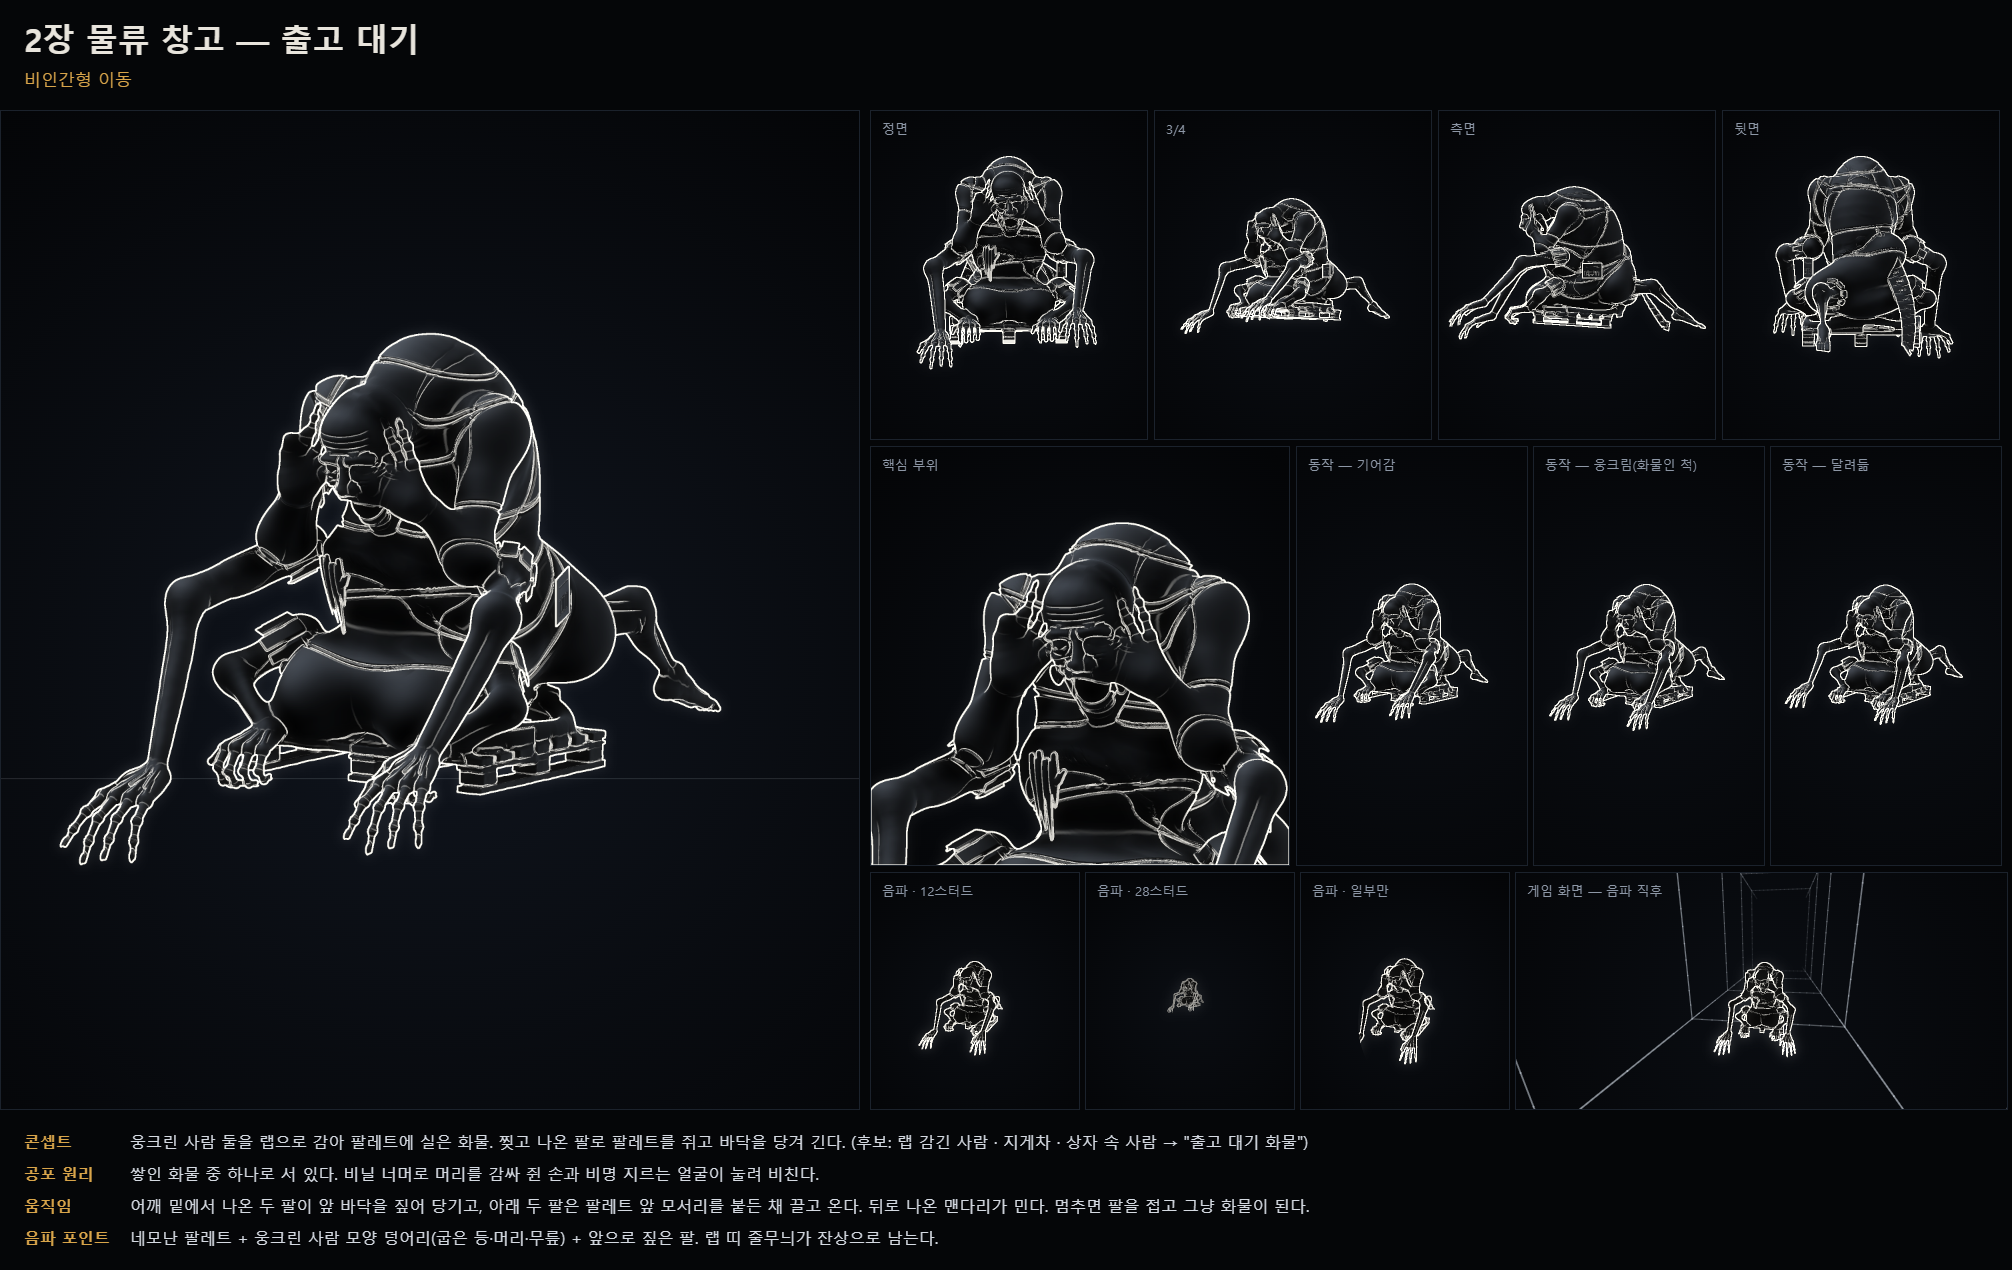 2장 물류 창고 — 출고 대기
비인간형 이동
정면
3/4
측면
뒷면
핵심 부위
동작 — 기어감
동작 — 웅크림(화물인 척)
동작 — 달려듦
음파 · 12스터드
음파 · 28스터드
음파 · 일부만
게임 화면 — 음파 직후
콘셉트 웅크린 사람 둘을 랩으로 감아 팔레트에 실은 화물. 찢고 나온 팔로 팔레트를 쥐고 바닥을 당겨 긴다. (후보: 랩 감긴 사람 · 지게차 · 상자 속 사람 → "출고 대기 화물")
공포 원리 쌓인 화물 중 하나로 서 있다. 비닐 너머로 머리를 감싸 쥔 손과 비명 지르는 얼굴이 눌려 비친다.
움직임 어깨 밑에서 나온 두 팔이 앞 바닥을 짚어 당기고, 아래 두 팔은 팔레트 앞 모서리를 붙든 채 끌고 온다. 뒤로 나온 맨다리가 민다. 멈추면 팔을 접고 그냥 화물이 된다.
음파 포인트 네모난 팔레트 + 웅크린 사람 모양 덩어리(굽은 등·머리·무릎) + 앞으로 짚은 팔. 랩 띠 줄무늬가 잔상으로 남는다.